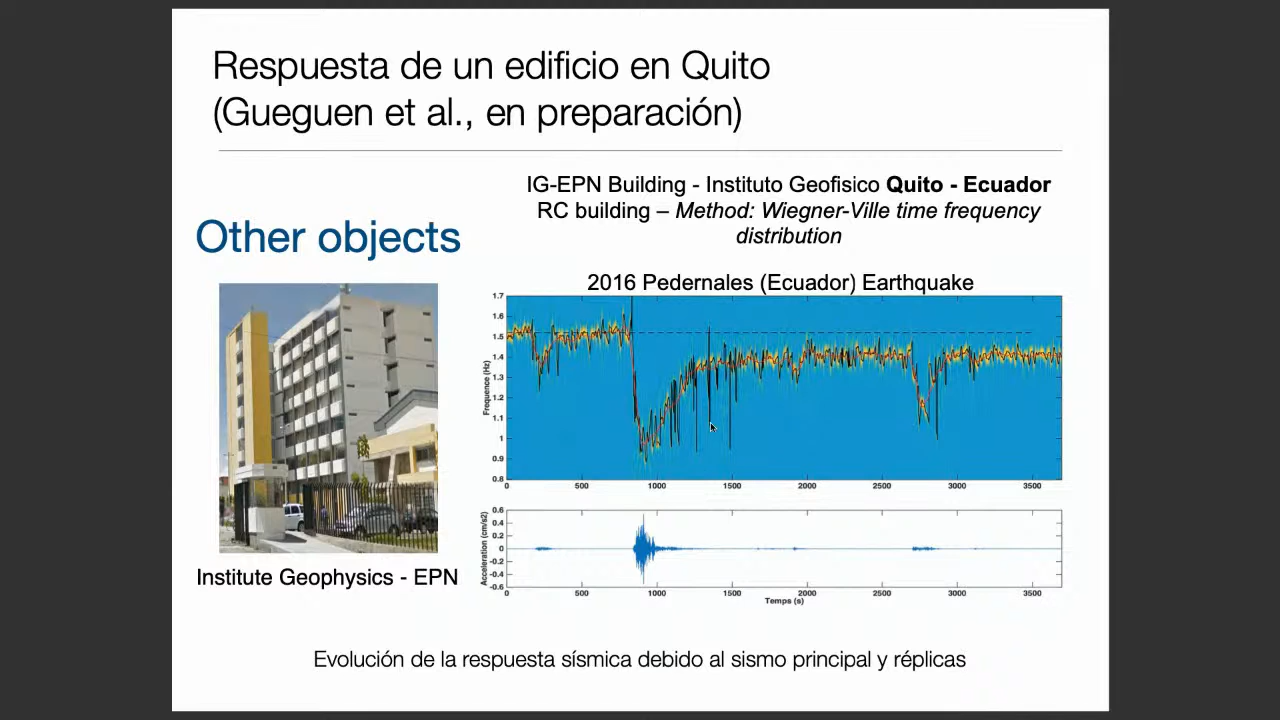 Respuesta de un edificio en Quito
(Gueguen et al., en preparación)
IG-EPN Building - Instituto Geofisico Quito - Ecuador
RC building – Method: Wiegner-Ville time frequency
distribution
Other objects
2016 Pedernales (Ecuador) Earthquake
Frequence (Hz)
1.7
1.6
1.5
1.4
1.3
1.2
1.1
1
0.9
0.8
0 500 1000 1500 2000 2500 3000 3500
Acceleration (cm/s2)
0.6
0.4
0.2
0
-0.2
-0.4
-0.6
0 500 1000 1500 2000 2500 3000 3500
Temps (s)
Institute Geophysics - EPN
Evolución de la respuesta sísmica debido al sismo principal y réplicas